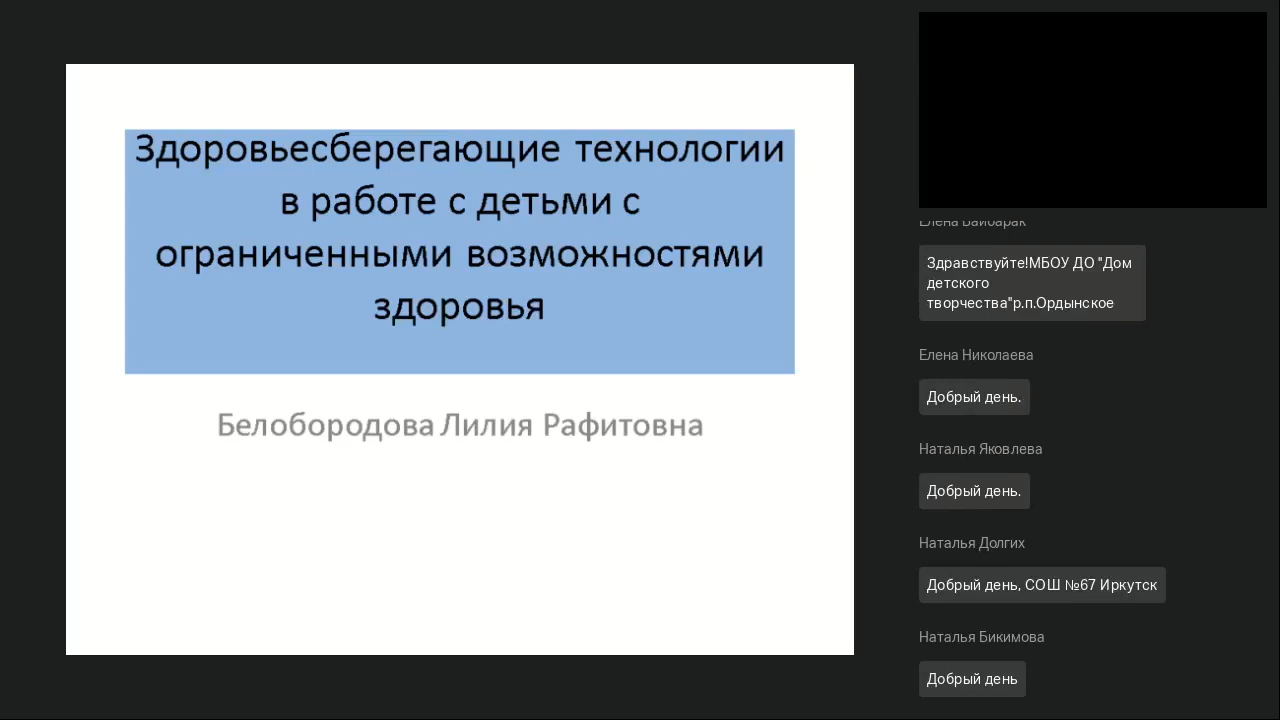 Здоровьесберегающие технологии
в работе с детьми с
ограниченными возможностями
здоровья
Белобородова Лилия Рафитовна
Елена Байбарак
Здравствуйте!МБОУ ДО "Дом
детского
творчества"р.п.Ордынское
Елена Николаева
Добрый день.
Наталья Яковлева
Добрый день.
Наталья Долгих
Добрый день, СОШ №67 Иркутск
Наталья Бикимова
Добрый день